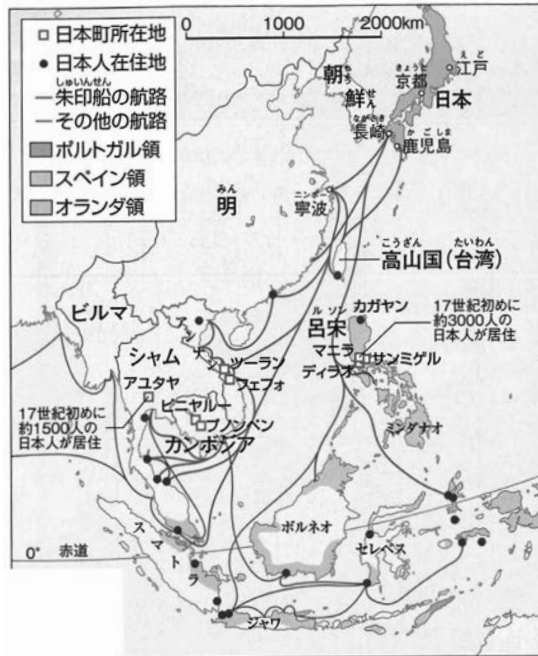 0 1000 2000km
日本町所在地
日本人在住地
しゅいんせん
朱印船の航路
その他の航路
ポルトガル領
スペイン領
オランダ領
朝鮮
せん
えど
江戸
きょうと
京都
日本
ながさき
長崎
かごしま
鹿児島
みん
明
ニンポー
寧波
こうざん たいわん
高山国(台湾)
ビルマ
ルソン
呂宋
カガヤン
17世紀初めに
約3000人の
日本人が居住
マニラ
サンミゲル
ディラオ
シャム
ツーラン
フェフォ
アユタヤ
17世紀初めに
約1500人の
日本人が居住
ピニャルー
プノンペン
カンボジア
ミンダナオ
ボルネオ
セレベス
スマトラ
0° 赤道
ジャワ